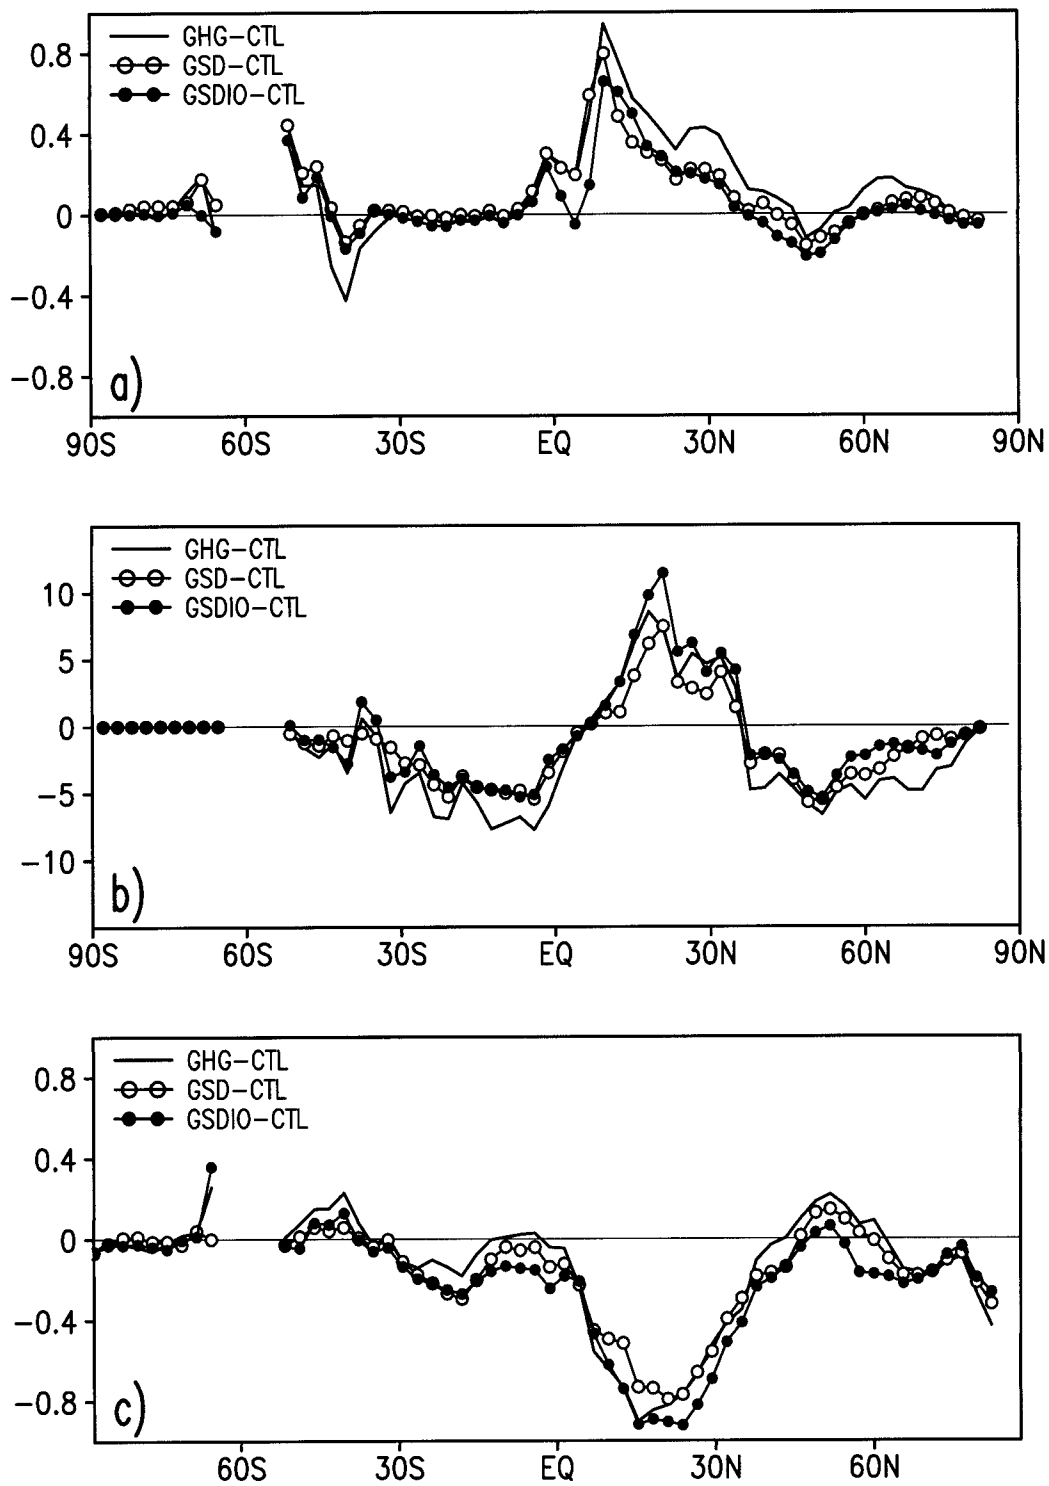 GHG-CTL
GSD-CTL
GSDIO-CTL
0.8
0.4
0
-0.4
-0.8
a)
90S 60S 30S EQ 30N 60N 90N
GHG-CTL
GSD-CTL
GSDIO-CTL
10
5
0
-5
-10
b)
90S 60S 30S EQ 30N 60N 90N
GHG-CTL
GSD-CTL
GSDIO-CTL
0.8
0.4
0
-0.4
-0.8
c)
60S 30S EQ 30N 60N